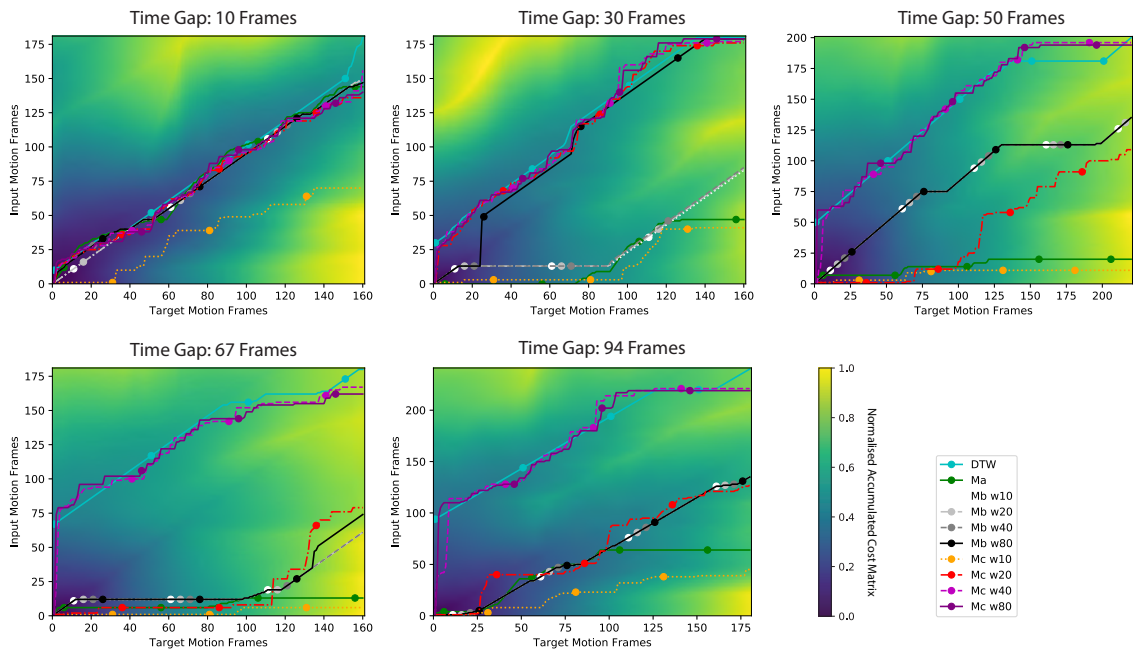 Time Gap: 10 Frames
Time Gap: 30 Frames
Time Gap: 50 Frames
Input Motion Frames
175
150
125
100
75
50
25
0
0 20 40 60 80 100 120 140 160
Target Motion Frames
Input Motion Frames
175
150
125
100
75
50
25
0
0 20 40 60 80 100 120 140 160
Target Motion Frames
Input Motion Frames
200
175
150
125
100
75
50
25
0
0 25 50 75 100 125 150 175 200
Target Motion Frames
Time Gap: 67 Frames
Time Gap: 94 Frames
Input Motion Frames
175
150
125
100
75
50
25
0
0 20 40 60 80 100 120 140 160
Target Motion Frames
Input Motion Frames
200
150
100
50
0
0 25 50 75 100 125 150 175
Target Motion Frames
1.0
0.8
0.6
0.4
0.2
0.0
Normalised Accumulated Cost Matrix
DTW
Ma
Mb w10
Mb w20
Mb w40
Mb w80
Mc w10
Mc w20
Mc w40
Mc w80